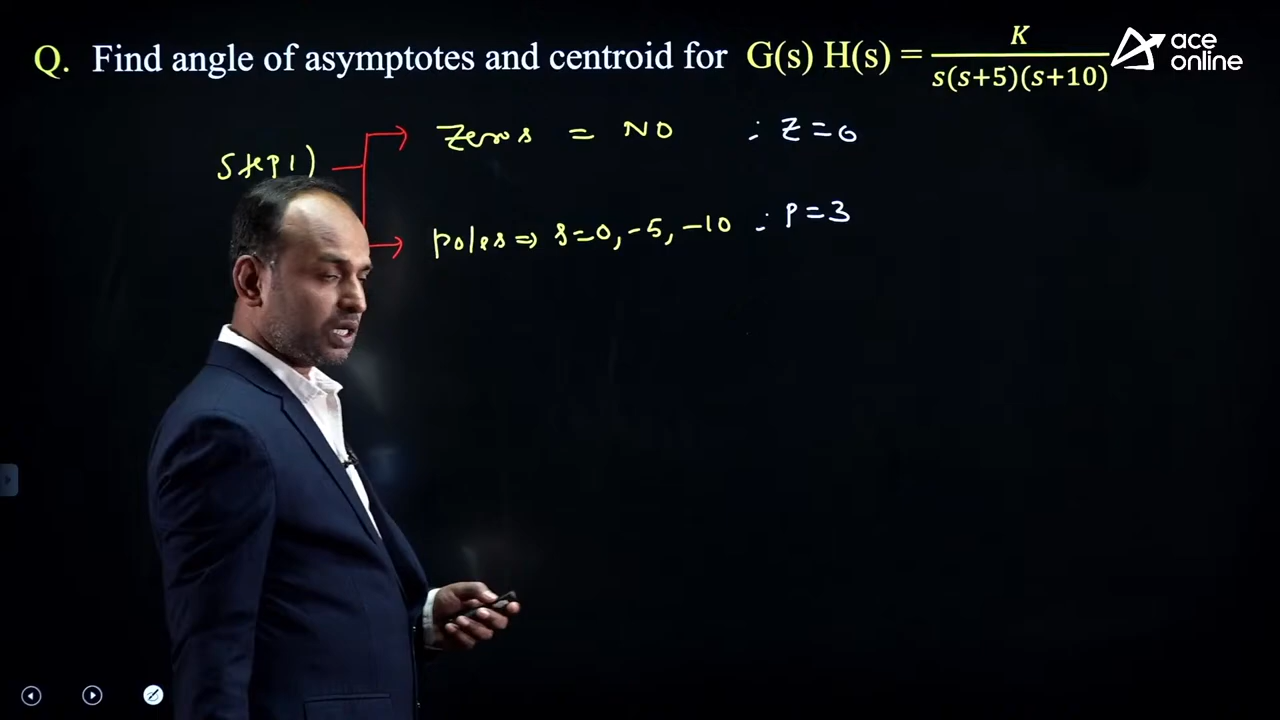 Q. Find angle of asymptotes and centroid for G(s) H(s) = K / s(s+5)(s+10)
ace
online
Zeros = NO ∴ Z=0
Step1)
poles ⇒ s=0, -5, -10 ∴ P=3